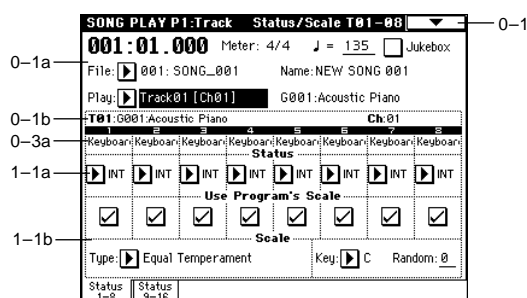 SONG PLAY P1:Track Status/Scale T01-08
0–1
001:01.000 Meter: 4/4 ♩ = 135 Jukebox
0–1a
File: 001: SONG_001 Name: NEW SONG 001
Play: Track01 [Ch01] G001:Acoustic Piano
0–1b
T01:G001:Acoustic Piano Ch:01
1 2 3 4 5 6 7 8
0–3a
Keyboar Keyboar Keyboar Keyboar Keyboar Keyboar Keyboar Keyboar
Status
1–1a
INT INT INT INT INT INT INT INT
Use Program's Scale
Scale
1–1b
Type: Equal Temperament Key: C Random: 0
Status 1-8 Status 9-16